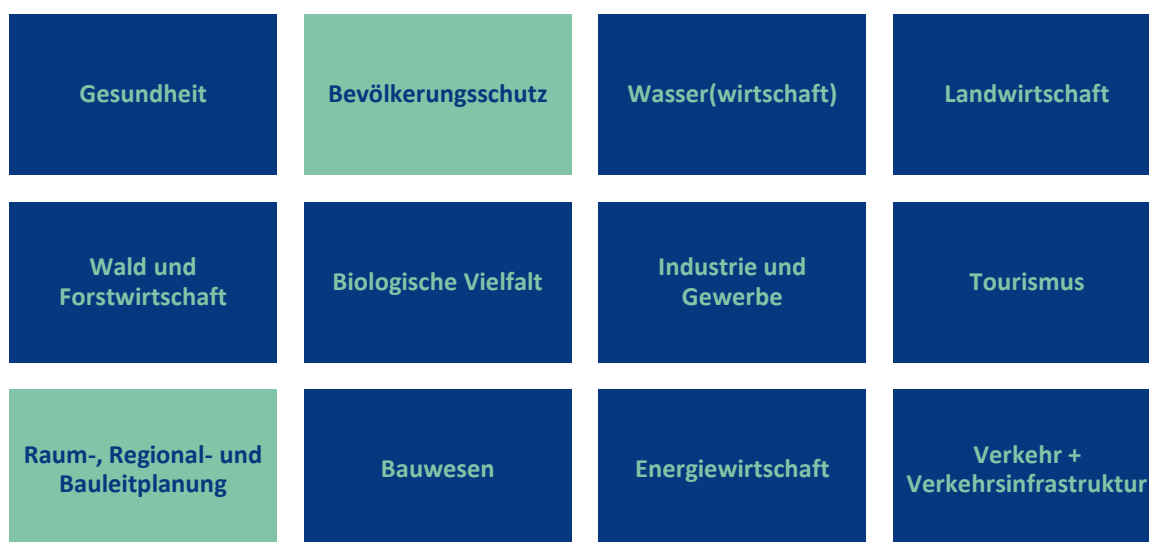 Gesundheit
Bevölkerungsschutz
Wasser(wirtschaft)
Landwirtschaft
Wald und
Forstwirtschaft
Biologische Vielfalt
Industrie und
Gewerbe
Tourismus
Raum-, Regional- und
Bauleitplanung
Bauwesen
Energiewirtschaft
Verkehr +
Verkehrsinfrastruktur